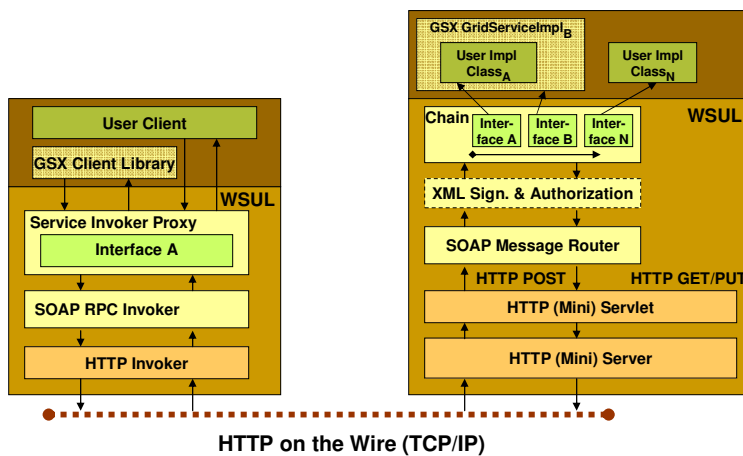 GSX GridServiceImplB
User Impl
ClassA
User Impl
ClassN
User Client
GSX Client Library
WSUL
Service Invoker Proxy
Interface A
SOAP RPC Invoker
HTTP Invoker
Chain
Inter-
face A
Inter-
face B
Inter-
face N
WSUL
XML Sign. & Authorization
SOAP Message Router
HTTP POST
HTTP GET/PUT
HTTP (Mini) Servlet
HTTP (Mini) Server
HTTP on the Wire (TCP/IP)